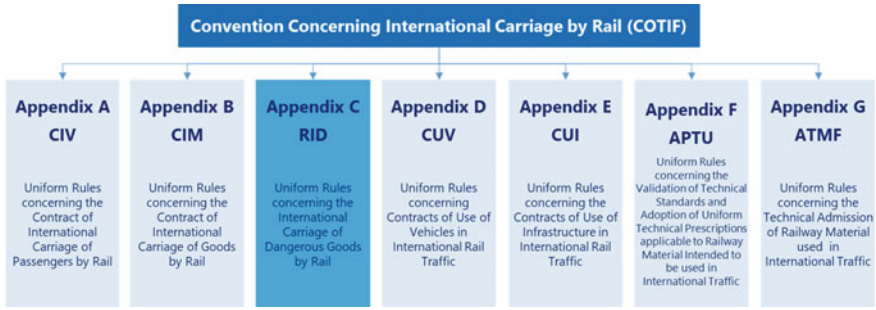 Convention Concerning International Carriage by Rail (COTIF)
Appendix A
CIV
Uniform Rules
concerning the
Contract of
International
Carriage of
Passengers by Rail
Appendix B
CIM
Uniform Rules
concerning the
Contract of
International
Carriage of Goods
by Rail
Appendix C
RID
Uniform Rules
concerning the
International
Carriage of
Dangerous Goods
by Rail
Appendix D
CUV
Uniform Rules
concerning
Contracts of Use of
Vehicles in
International Rail
Traffic
Appendix E
CUI
Uniform Rules
concerning the
Contracts of Use of
Infrastructure in
International Rail
Traffic
Appendix F
APTU
Uniform Rules
concerning the
Validation of Technical
Standards and
Adoption of Uniform
Technical Prescriptions
applicable to Railway
Material Intended to
be used in
International Traffic
Appendix G
ATMF
Uniform Rules
concerning the
Technical Admission
of Railway Material
used in
International Traffic